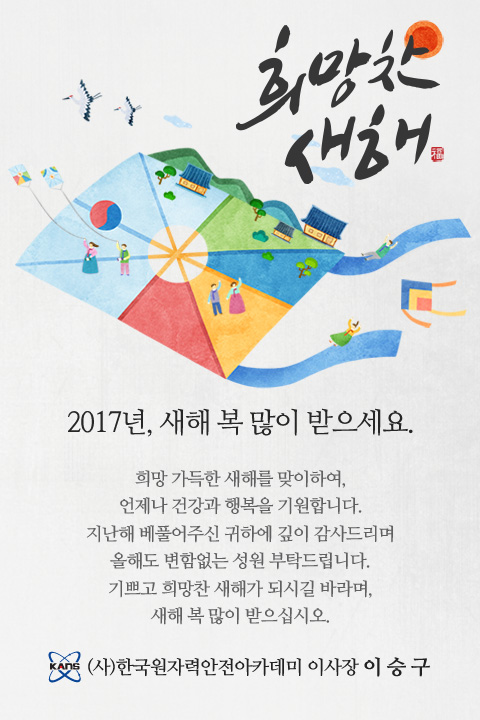 희망찬
새해
福
2017년, 새해 복 많이 받으세요.
희망 가득한 새해를 맞이하여,
언제나 건강과 행복을 기원합니다.
지난해 베풀어주신 귀하에 깊이 감사드리며
올해도 변함없는 성원 부탁드립니다.
기쁘고 희망찬 새해가 되시길 바라며,
새해 복 많이 받으십시오.
KANS (사)한국원자력안전아카데미 이사장 이 승 구